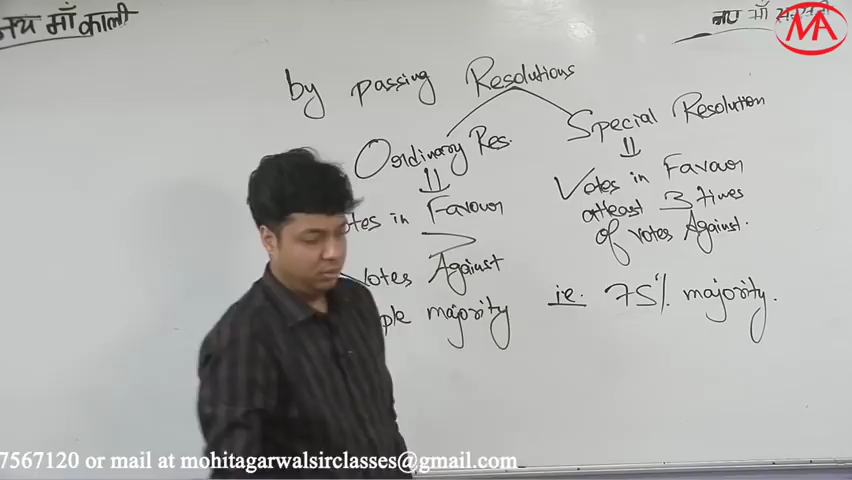 जय माँ काली
जय माँ
MA
by passing Resolutions
Ordinary Res.
Special Resolution
Votes in Favour
atleast 3 times
of votes Against.
i.e. 75% majority.
otes in Favour
>
Votes Against
ple majority
7567120 or mail at mohitagarwalsirclasses@gmail.com